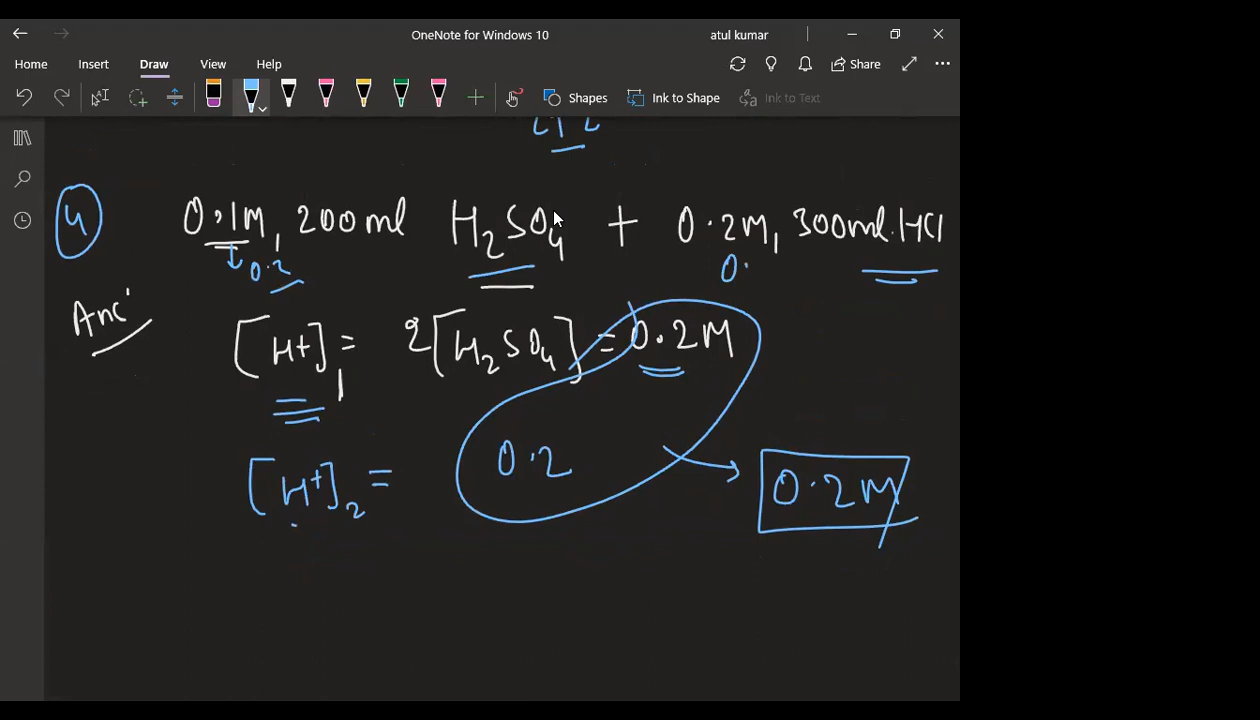 OneNote for Windows 10
atul kumar
Home Insert Draw View Help
Share
Shapes Ink to Shape Ink to Text
4 0.1M, 200ml H2SO4 + 0.2M, 300ml.HCl
0.2 0.
Ans'
[H+]1 = 2[H2SO4] = 0.2M
[H+]2 = 0.2
0.2M